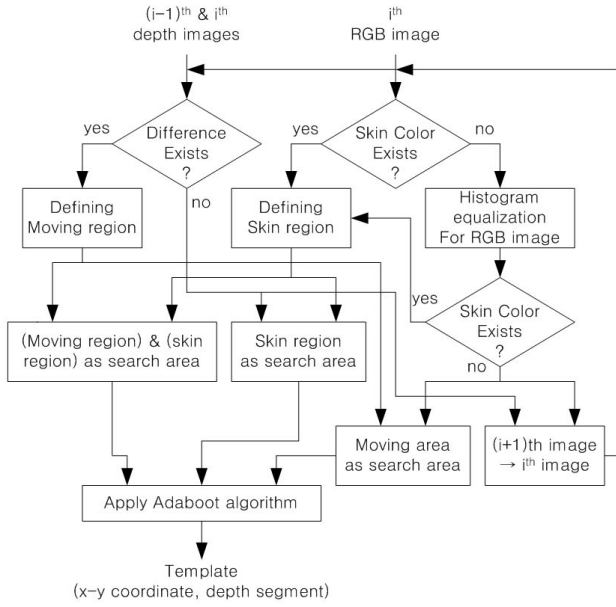 (i−1)ᵗʰ & iᵗʰ
depth images
iᵗʰ
RGB image
yes
Difference
Exists
?
no
yes
Skin Color
Exists
?
no
Defining
Moving region
Defining
Skin region
Histogram
equalization
For RGB image
yes
Skin Color
Exists
?
no
(Moving region) & (skin
region) as search area
Skin region
as search area
Moving area
as search area
(i+1)th image
→ iᵗʰ image
Apply Adaboot algorithm
Template
(x−y coordinate, depth segment)